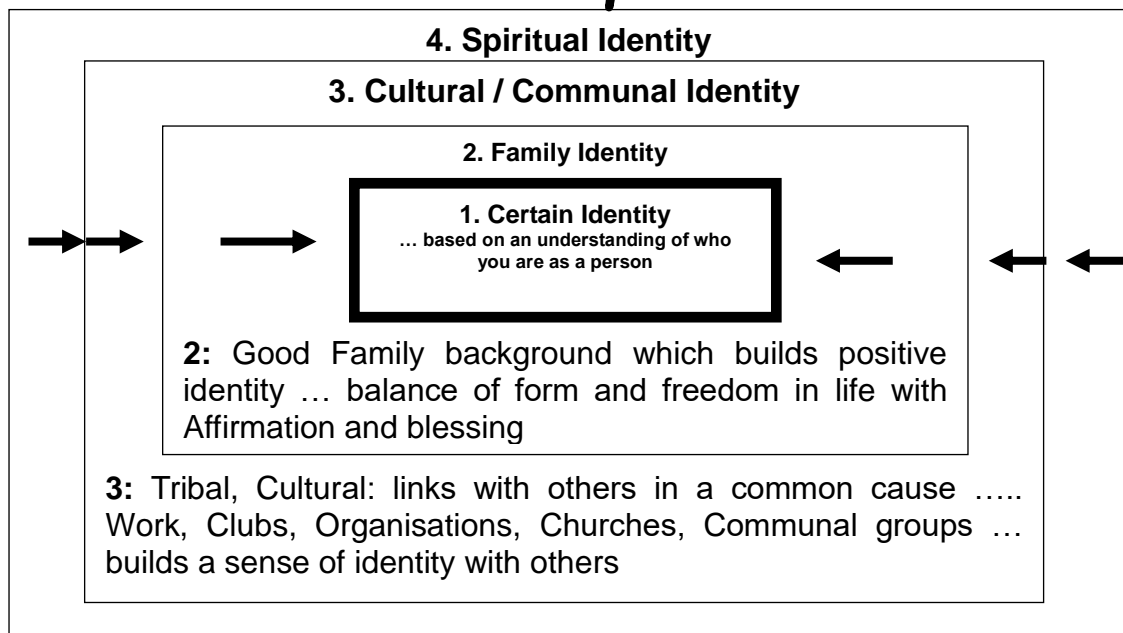 4. Spiritual Identity
3. Cultural / Communal Identity
2. Family Identity
1. Certain Identity
… based on an understanding of who
you are as a person
2: Good Family background which builds positive
identity … balance of form and freedom in life with
Affirmation and blessing
3: Tribal, Cultural: links with others in a common cause …..
Work, Clubs, Organisations, Churches, Communal groups …
builds a sense of identity with others